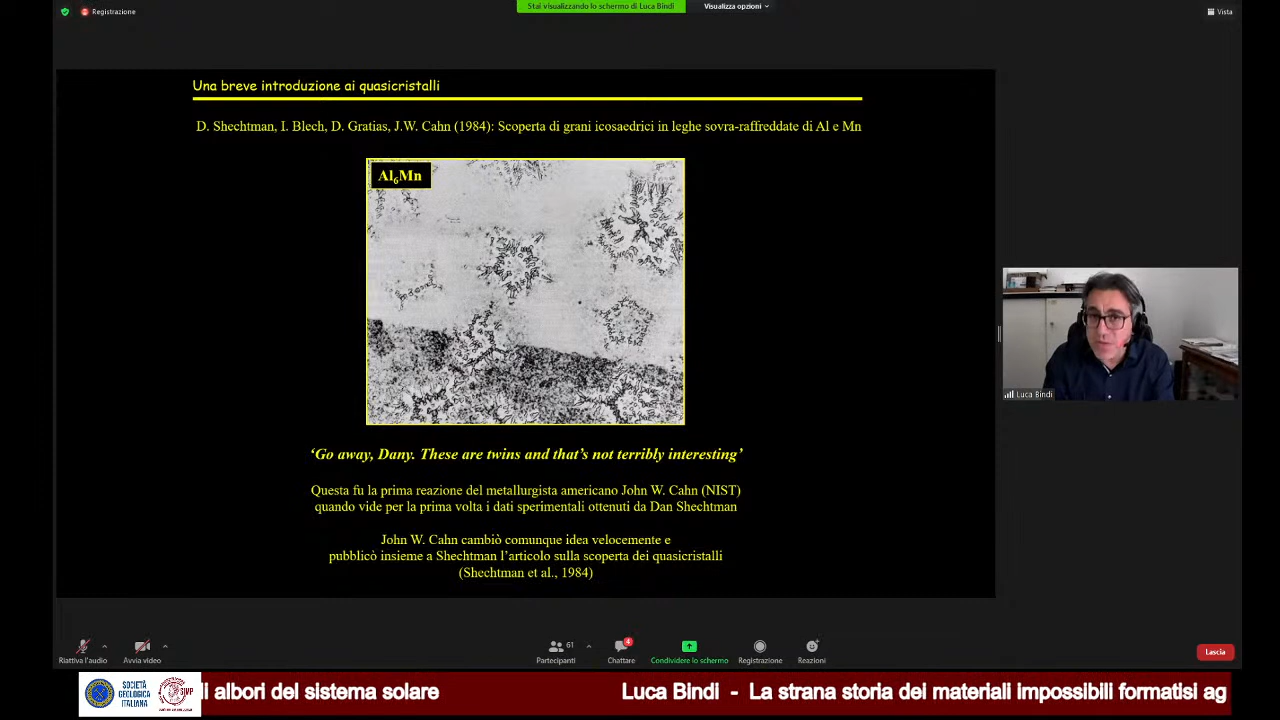 Registrazione
Stai visualizzando lo schermo di Luca Bindi
Visualizza opzioni
Vista
Una breve introduzione ai quasicristalli
D. Shechtman, I. Blech, D. Gratias, J.W. Cahn (1984): Scoperta di grani icosaedrici in leghe sovra-raffreddate di Al e Mn
Al₆Mn
‘Go away, Dany. These are twins and that’s not terribly interesting’
Questa fu la prima reazione del metallurgista americano John W. Cahn (NIST)
quando vide per la prima volta i dati sperimentali ottenuti da Dan Shechtman
John W. Cahn cambiò comunque idea velocemente e
pubblicò insieme a Shechtman l’articolo sulla scoperta dei quasicristalli
(Shechtman et al., 1984)
Luca Bindi
Riattiva l'audio
Avvia video
61
Partecipanti
4
Chattare
Condividere lo schermo
Registrazione
Reazioni
Lascia
SOCIETÀ
GEOLOGICA
ITALIANA
li albori del sistema solare
Luca Bindi - La strana storia dei materiali impossibili formatisi ag